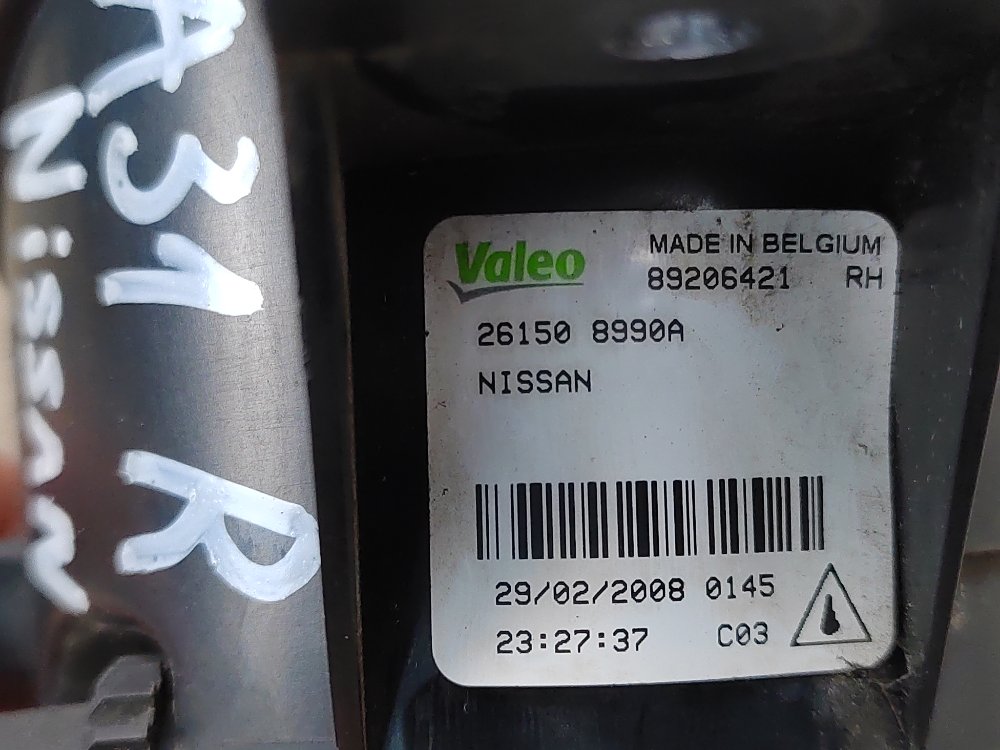 A31 R
Nissan
Valeo
MADE IN BELGIUM
89206421 RH
26150 8990A
NISSAN
29/02/2008 0145
23:27:37 C03